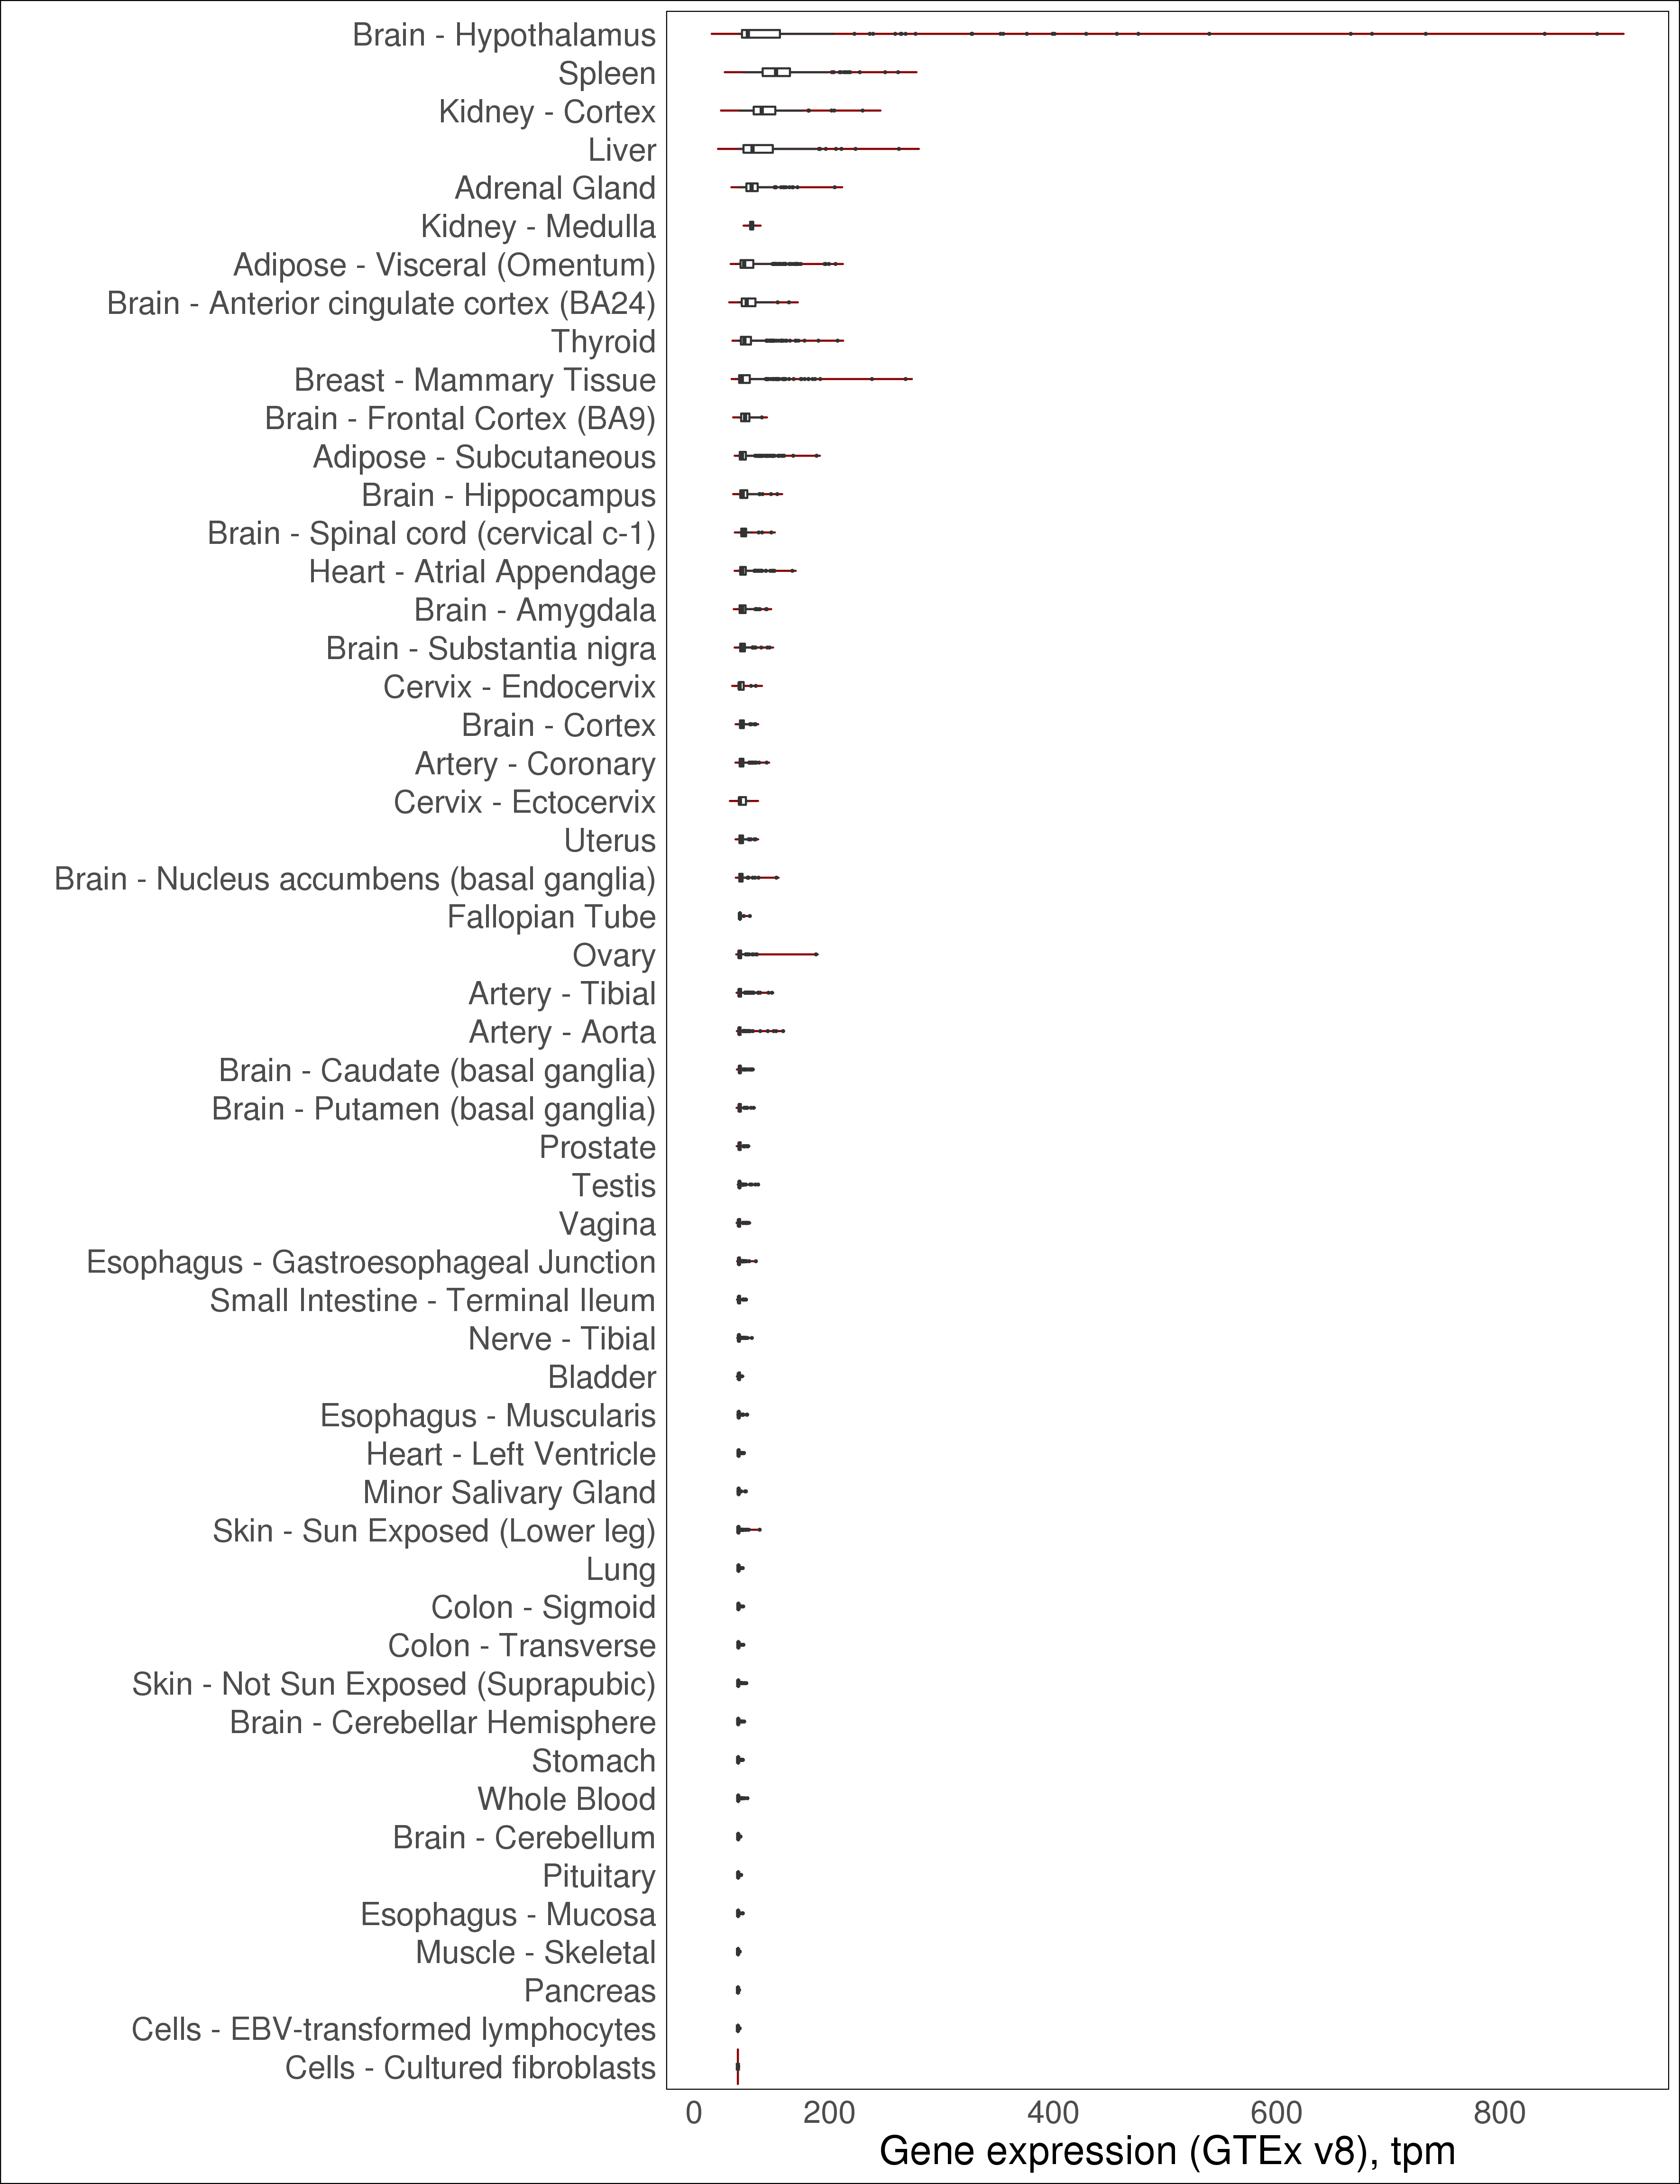 Brain - Hypothalamus
Spleen
Kidney - Cortex
Liver
Adrenal Gland
Kidney - Medulla
Adipose - Visceral (Omentum)
Brain - Anterior cingulate cortex (BA24)
Thyroid
Breast - Mammary Tissue
Brain - Frontal Cortex (BA9)
Adipose - Subcutaneous
Brain - Hippocampus
Brain - Spinal cord (cervical c-1)
Heart - Atrial Appendage
Brain - Amygdala
Brain - Substantia nigra
Cervix - Endocervix
Brain - Cortex
Artery - Coronary
Cervix - Ectocervix
Uterus
Brain - Nucleus accumbens (basal ganglia)
Fallopian Tube
Ovary
Artery - Tibial
Artery - Aorta
Brain - Caudate (basal ganglia)
Brain - Putamen (basal ganglia)
Prostate
Testis
Vagina
Esophagus - Gastroesophageal Junction
Small Intestine - Terminal Ileum
Nerve - Tibial
Bladder
Esophagus - Muscularis
Heart - Left Ventricle
Minor Salivary Gland
Skin - Sun Exposed (Lower leg)
Lung
Colon - Sigmoid
Colon - Transverse
Skin - Not Sun Exposed (Suprapubic)
Brain - Cerebellar Hemisphere
Stomach
Whole Blood
Brain - Cerebellum
Pituitary
Esophagus - Mucosa
Muscle - Skeletal
Pancreas
Cells - EBV-transformed lymphocytes
Cells - Cultured fibroblasts
0 200 400 600 800
Gene expression (GTEx v8), tpm